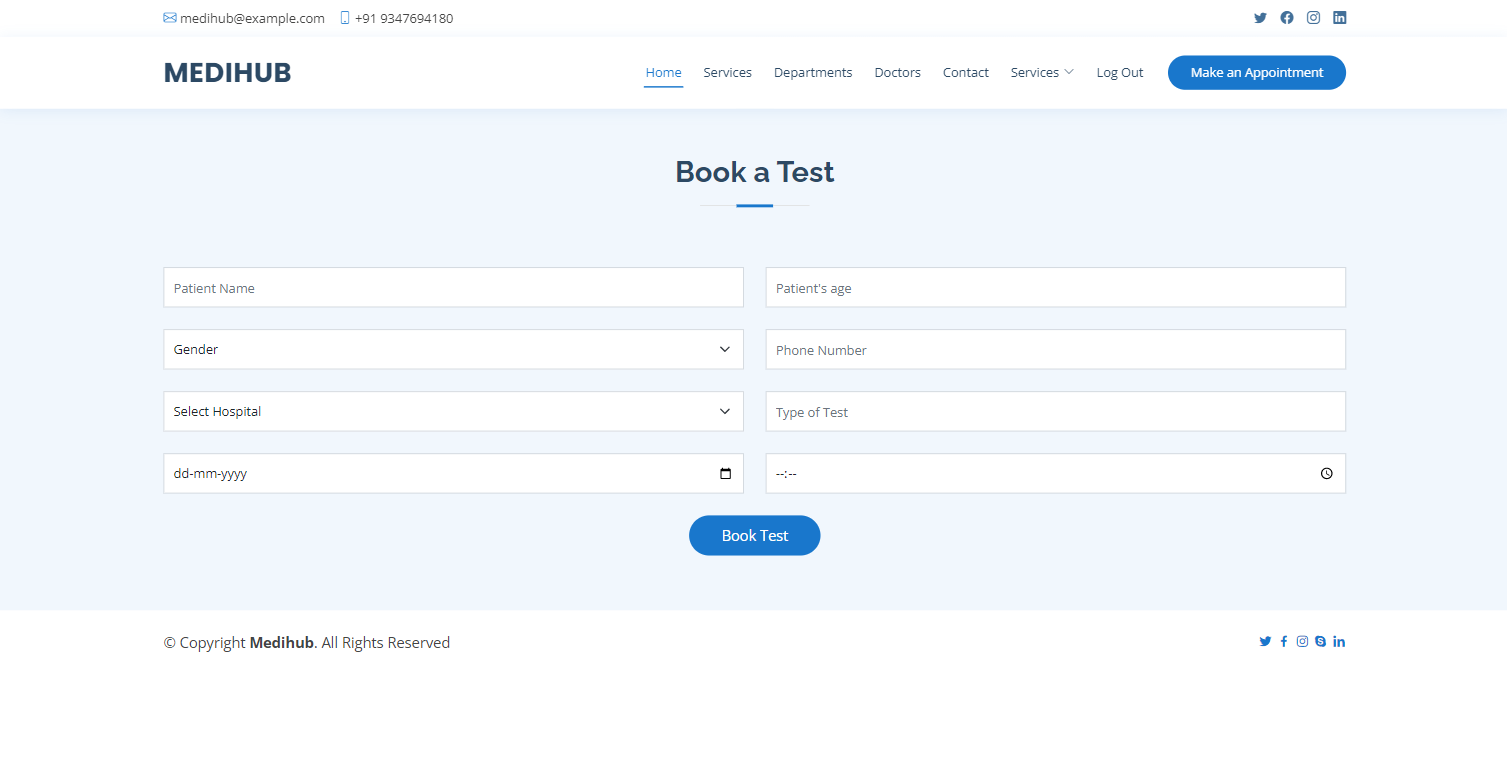 medihub@example.com +91 9347694180
MEDIHUB Home Services Departments Doctors Contact Services Log Out Make an Appointment
Book a Test
Patient Name Patient's age
Gender Phone Number
Select Hospital Type of Test
dd-mm-yyyy --:--
Book Test
© Copyright Medihub. All Rights Reserved